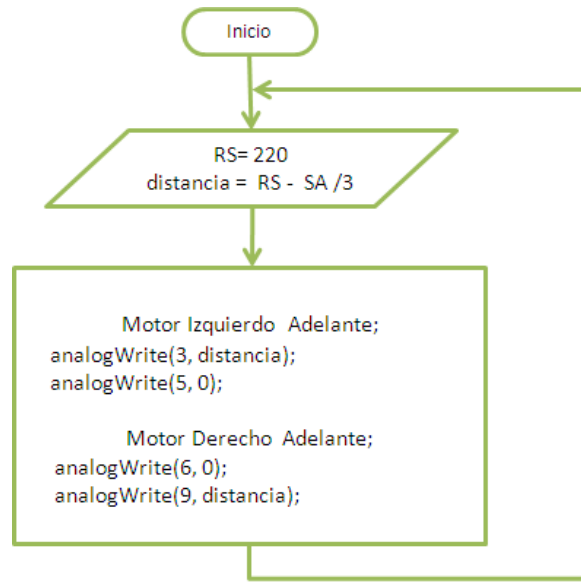 Inicio
RS= 220
distancia = RS - SA /3
Motor Izquierdo Adelante;
analogWrite(3, distancia);
analogWrite(5, 0);
Motor Derecho Adelante;
analogWrite(6, 0);
analogWrite(9, distancia);